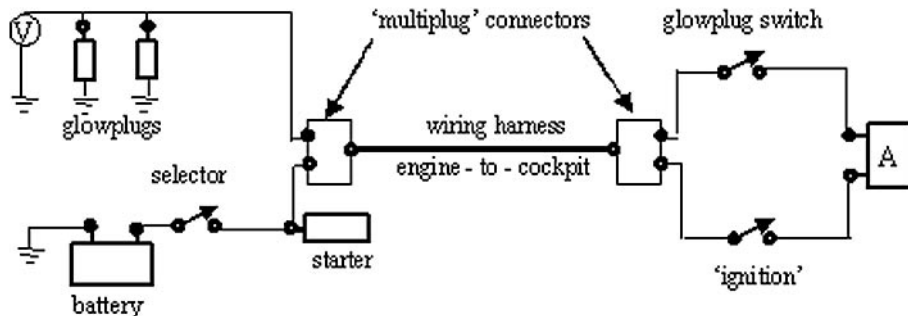 'multiplug' connectors
glowplug switch
V
glowplugs
wiring harness
engine - to - cockpit
A
selector
starter
'ignition'
battery